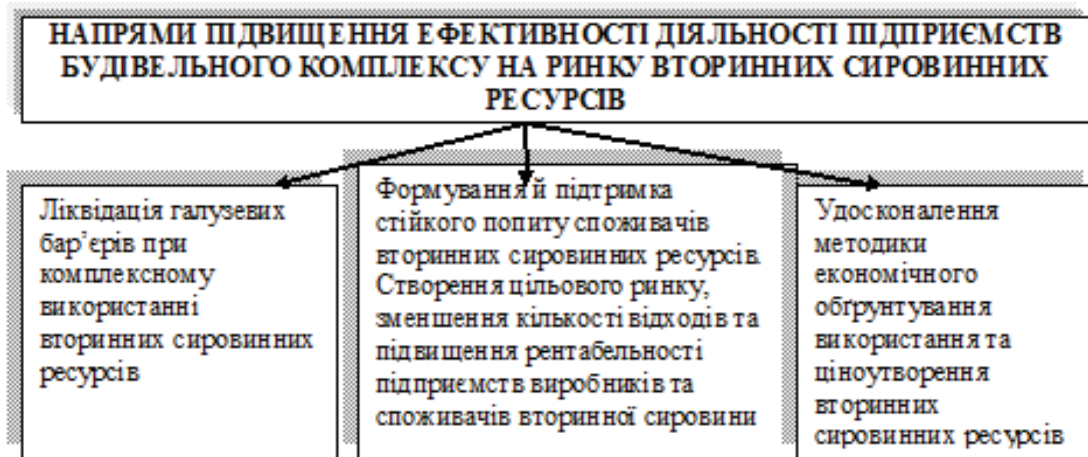 НАПРЯМИ ПІДВИЩЕННЯ ЕФЕКТИВНОСТІ ДІЯЛЬНОСТІ ПІДПРИЄМСТВ
БУДІВЕЛЬНОГО КОМПЛЕКСУ НА РИНКУ ВТОРИННИХ СИРОВИННИХ
РЕСУРСІВ
Ліквідація галузевих
бар’єрів при
комплексному
використанні
вторинних сировинних
ресурсів
Формування й підтримка
стійкого попиту споживачів
вторинних сировинних ресурсів.
Створення цільового ринку,
зменшення кількості відходів та
підвищення рентабельності
підприємств виробників та
споживачів вторинної сировини
Удосконалення
методики
економічного
обґрунтування
використання та
ціноутворення
вторинних
сировинних ресурсів